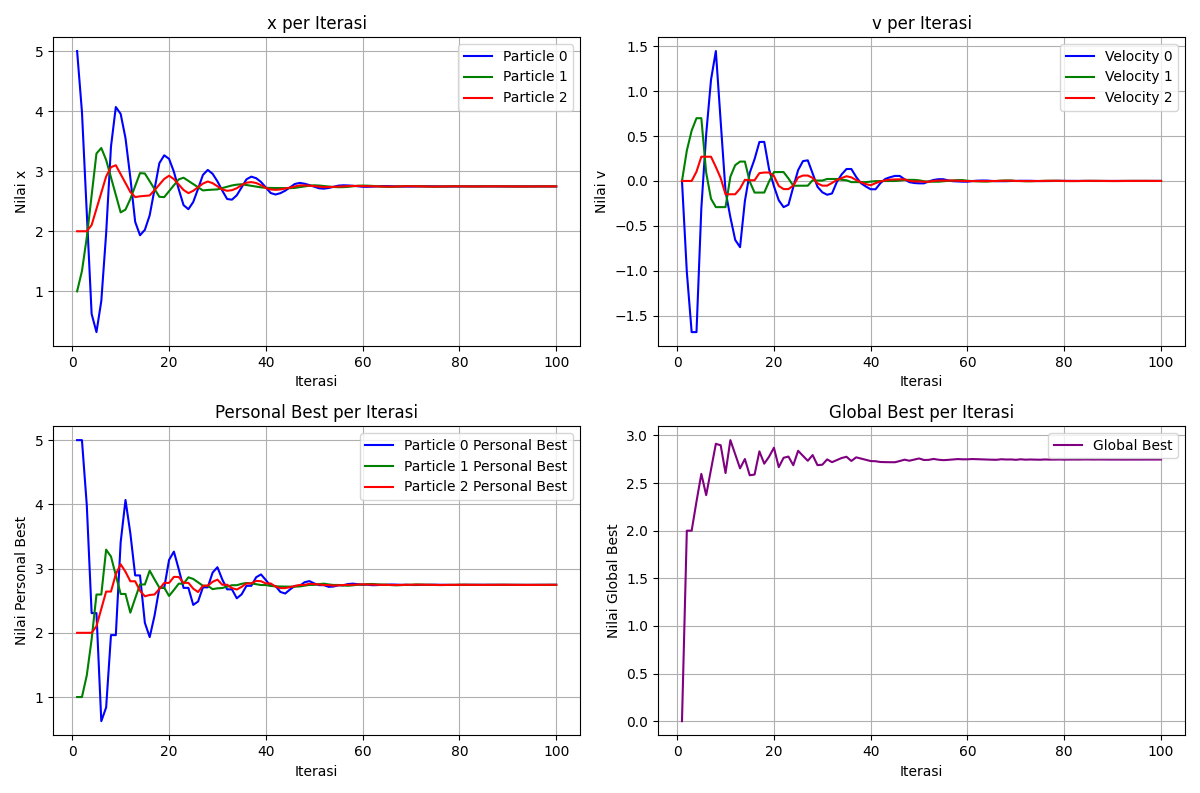 x per Iterasi
Nilai x
5
4
3
2
1
0 20 40 60 80 100
Iterasi
Particle 0
Particle 1
Particle 2
v per Iterasi
Nilai v
1.5
1.0
0.5
0.0
−0.5
−1.0
−1.5
0 20 40 60 80 100
Iterasi
Velocity 0
Velocity 1
Velocity 2
Personal Best per Iterasi
Nilai Personal Best
5
4
3
2
1
0 20 40 60 80 100
Iterasi
Particle 0 Personal Best
Particle 1 Personal Best
Particle 2 Personal Best
Global Best per Iterasi
Nilai Global Best
3.0
2.5
2.0
1.5
1.0
0.5
0.0
0 20 40 60 80 100
Iterasi
Global Best